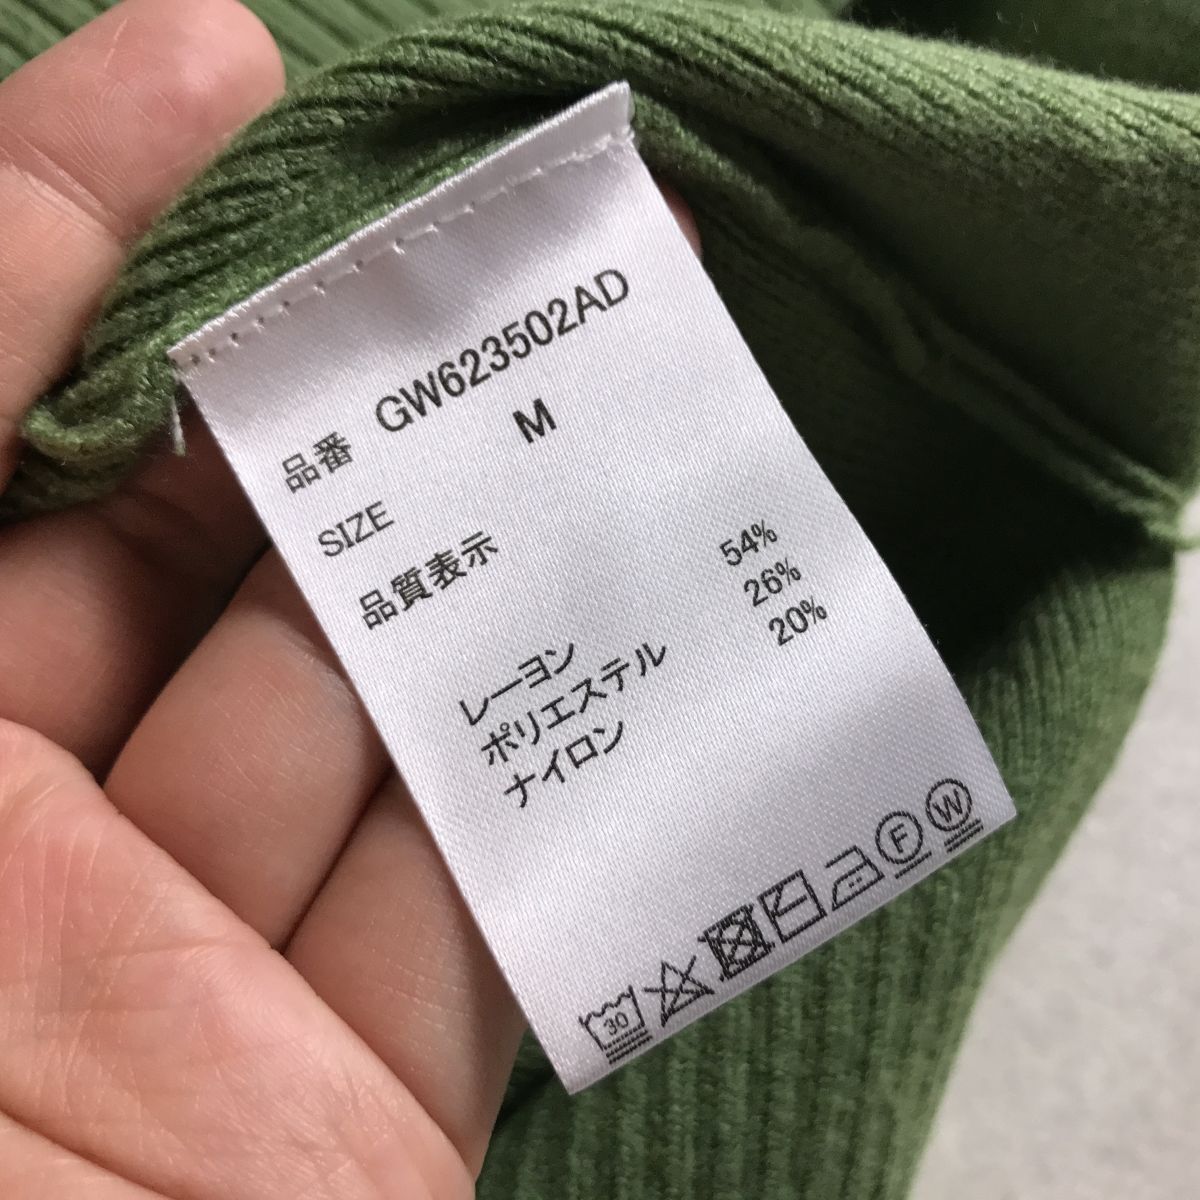 品番 GW623502AD
SIZE M
品質表示
レーヨン 54%
ポリエステル 26%
ナイロン 20%
30 F W